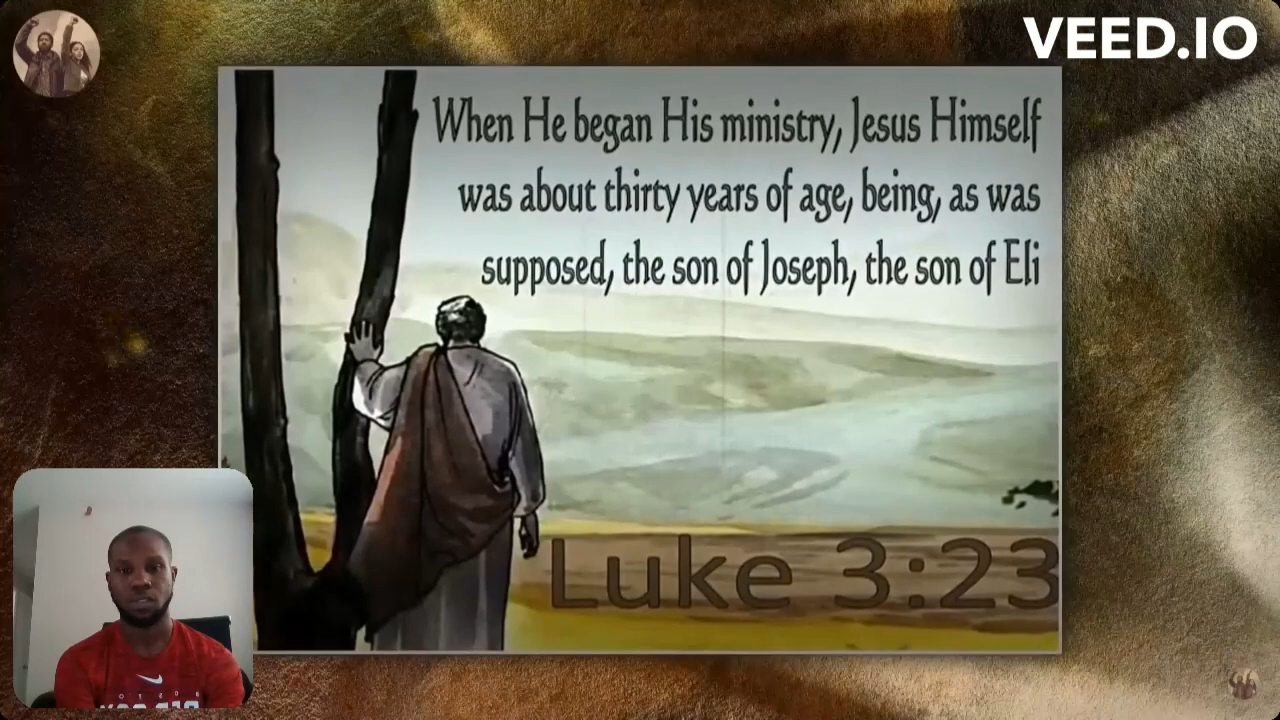 VEED.IO
When He began His ministry, Jesus Himself
was about thirty years of age, being, as was
supposed, the son of Joseph, the son of Eli
Luke 3:23